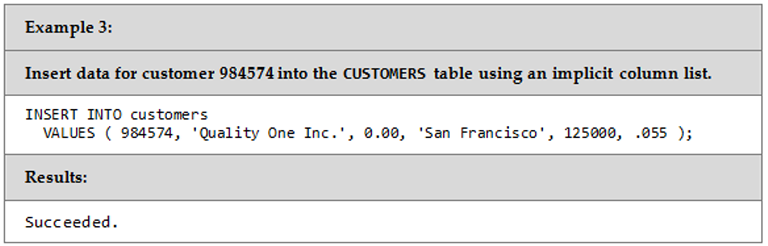 Example 3:
Insert data for customer 984574 into the CUSTOMERS table using an implicit column list.
INSERT INTO customers
VALUES ( 984574, 'Quality One Inc.', 0.00, 'San Francisco', 125000, .055 );
Results:
Succeeded.